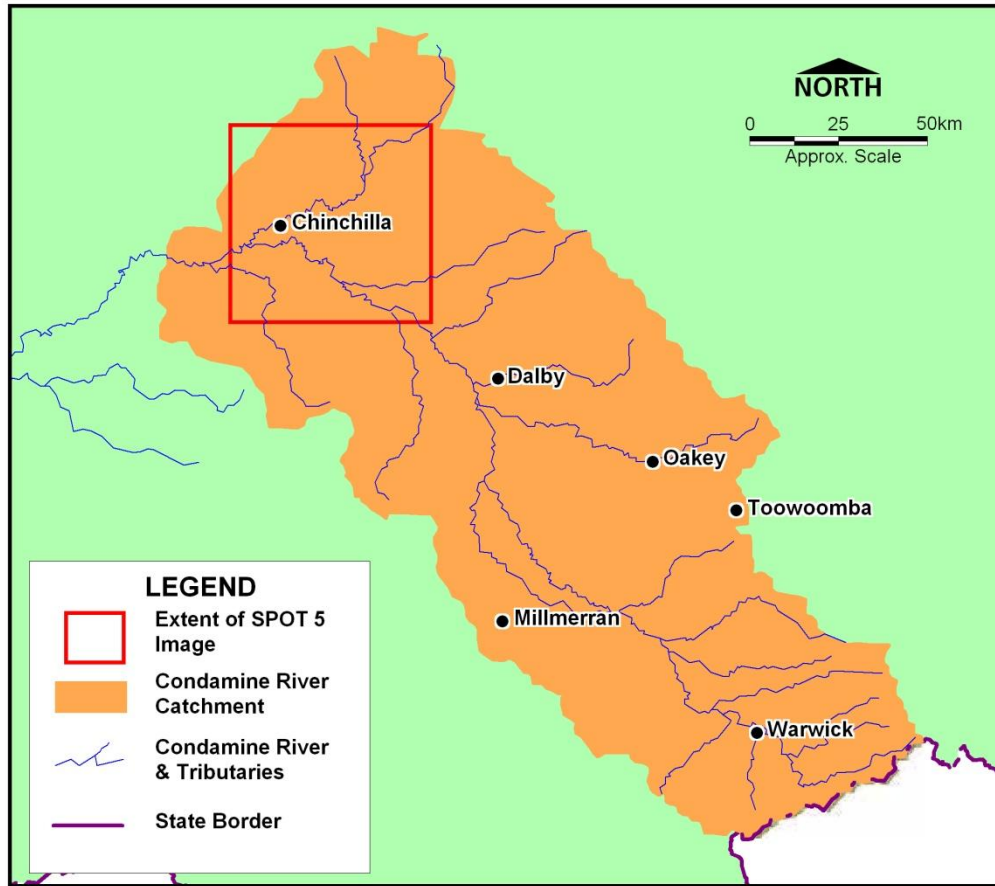 NORTH
0 25 50km
Approx. Scale
Chinchilla
Dalby
Oakey
Toowoomba
Millmerran
Warwick
LEGEND
Extent of SPOT 5
Image
Condamine River
Catchment
Condamine River
& Tributaries
State Border